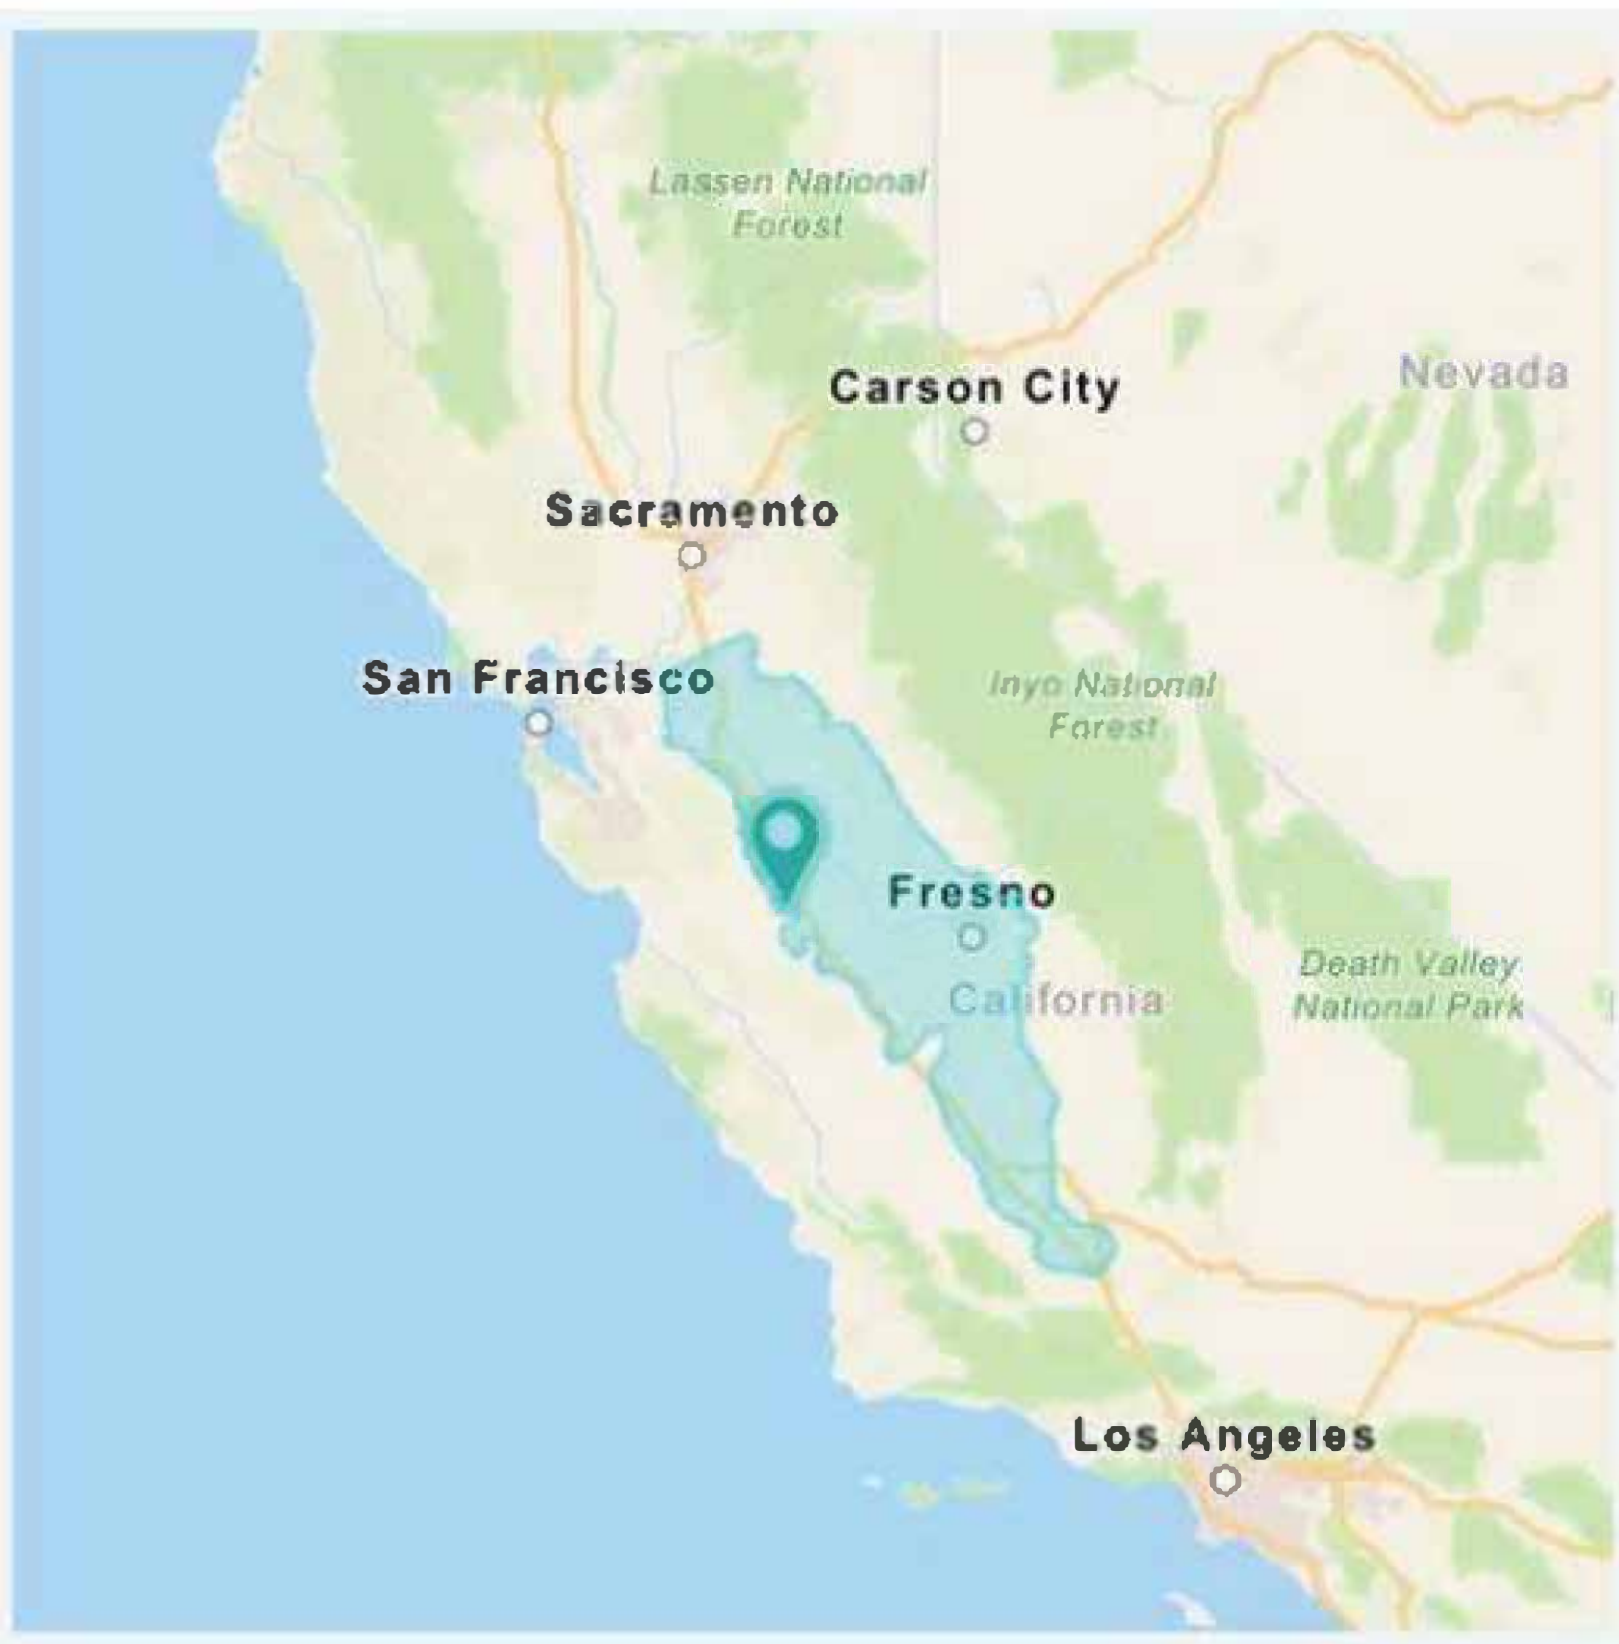 Lassen National
Forest
Carson City
Nevada
Sacramento
San Francisco
Inyo National
Forest
Fresno
California
Death Valley
National Park
Los Angeles